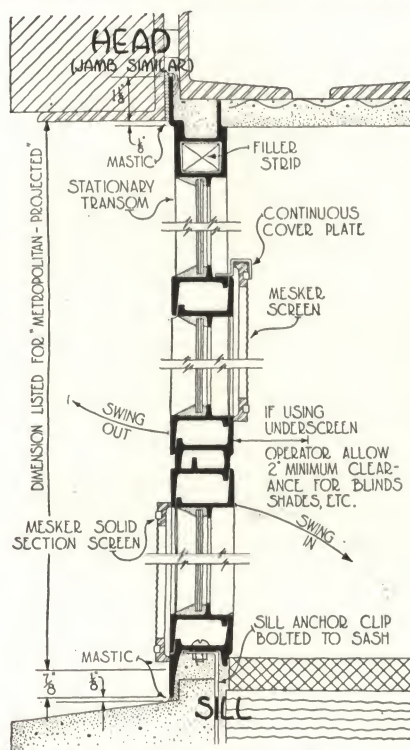 HEAD
(JAMB SIMILAR)
1⅛"
⅛"
MASTIC
FILLER
STRIP
STATIONARY
TRANSOM
CONTINUOUS
COVER PLATE
MESKER
SCREEN
DIMENSION LISTED FOR "METROPOLITAN-PROJECTED"
SWING
OUT
IF USING
UNDERSCREEN
OPERATOR ALLOW
2" MINIMUM CLEAR-
ANCE FOR BLINDS
SHADES, ETC.
MESKER SOLID
SECTION SCREEN
SWING
IN
SILL ANCHOR CLIP
BOLTED TO SASH
MASTIC
⅞"
⅛"
SILL